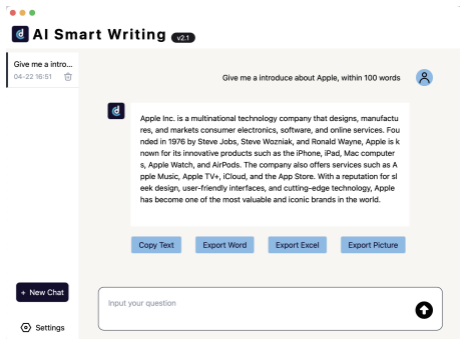 AI Smart Writing v2.1
Give me a intro...
04-22 16:51
Give me a introduce about Apple, within 100 words
Apple Inc. is a multinational technology company that designs, manufactu
res, and markets consumer electronics, software, and online services. Fou
nded in 1976 by Steve Jobs, Steve Wozniak, and Ronald Wayne, Apple is k
nown for its innovative products such as the iPhone, iPad, Mac computer
s, Apple Watch, and AirPods. The company also offers services such as A
pple Music, Apple TV+, iCloud, and the App Store. With a reputation for sl
eek design, user-friendly interfaces, and cutting-edge technology, Apple
has become one of the most valuable and iconic brands in the world.
Copy Text Export Word Export Excel Export Picture
+ New Chat
Input your question
Settings